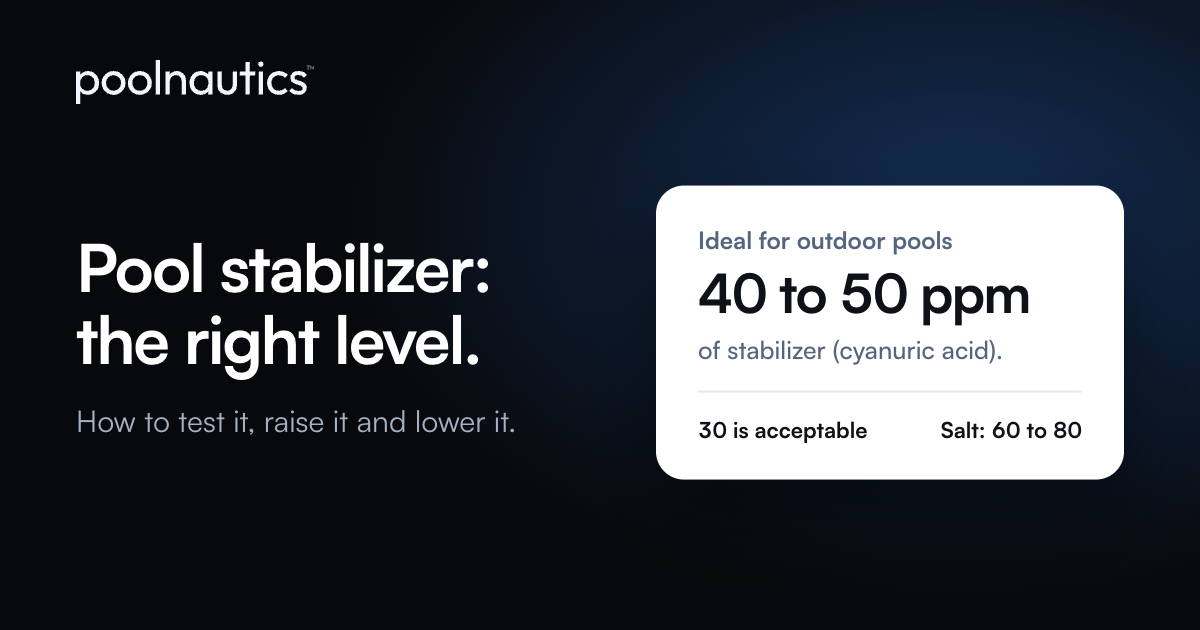 poolnautics™
Pool stabilizer:
the right level.
How to test it, raise it and lower it.
Ideal for outdoor pools
40 to 50 ppm
of stabilizer (cyanuric acid).
30 is acceptable
Salt: 60 to 80